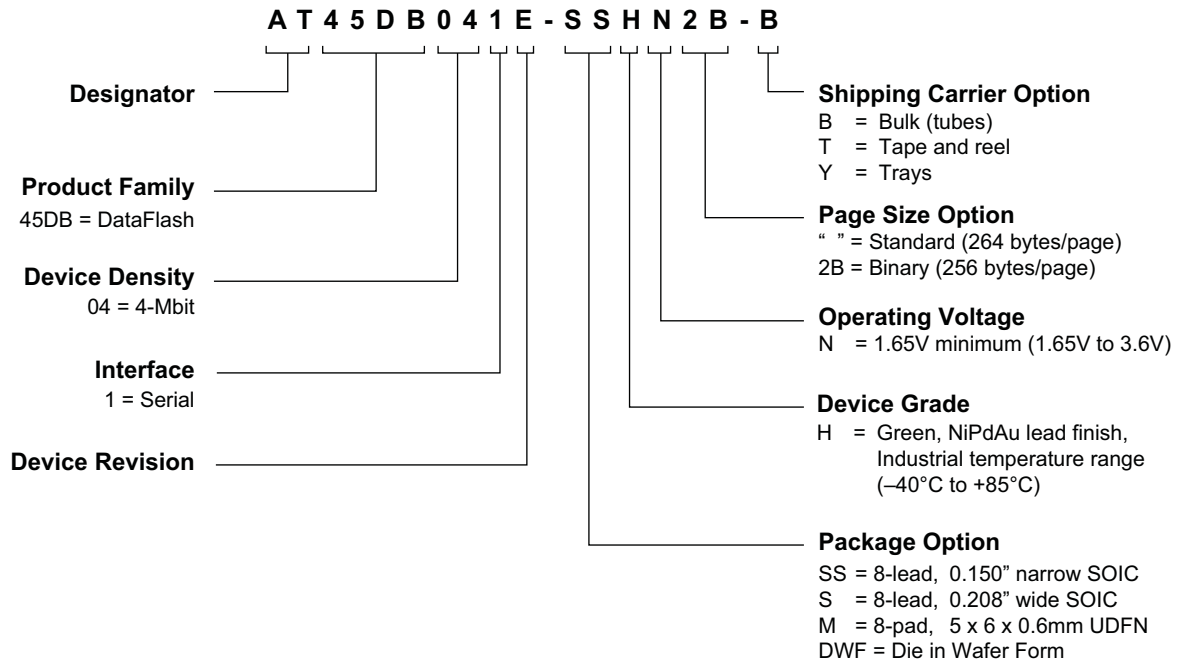 A T 4 5 D B 0 4 1 E - S S H N 2 B - B
Designator
Product Family
45DB = DataFlash
Device Density
04 = 4-Mbit
Interface
1 = Serial
Device Revision
Shipping Carrier Option
B = Bulk (tubes)
T = Tape and reel
Y = Trays
Page Size Option
“ ” = Standard (264 bytes/page)
2B = Binary (256 bytes/page)
Operating Voltage
N = 1.65V minimum (1.65V to 3.6V)
Device Grade
H = Green, NiPdAu lead finish,
Industrial temperature range
(–40°C to +85°C)
Package Option
SS = 8-lead, 0.150” narrow SOIC
S = 8-lead, 0.208” wide SOIC
M = 8-pad, 5 x 6 x 0.6mm UDFN
DWF = Die in Wafer Form